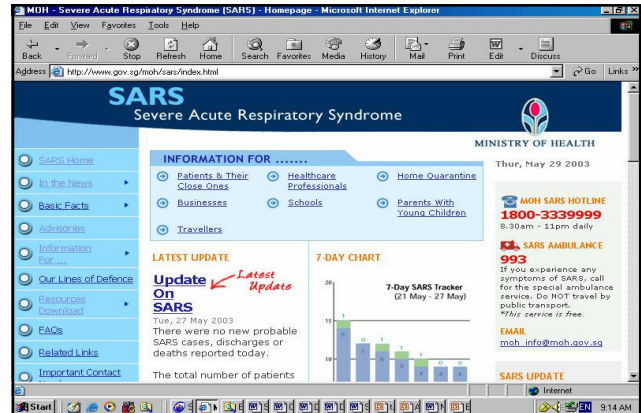 MOH - Severe Acute Respiratory Syndrome (SARS) - Homepage - Microsoft Internet Explorer
File Edit View Favorites Tools Help
Back Forward Stop Refresh Home Search Favorites Media History Mail Print Edit Discuss
Address http://www.gov.sg/moh/sars/index.html Go Links »
SARS
Severe Acute Respiratory Syndrome
MINISTRY OF HEALTH
Thur, May 29 2003
SARS Home
In the News
Basic Facts
Advisories
Information
For ...
Our Lines of Defence
Resources
Download
FAQs
Related Links
Important Contact
INFORMATION FOR .......
Patients & Their
Close Ones
Healthcare
Professionals
Home Quarantine
Businesses
Schools
Parents With
Young Children
Travellers
LATEST UPDATE
Update
On
SARS
Latest
Update
Tue, 27 May 2003
There were no new probable
SARS cases, discharges or
deaths reported today.
The total number of patients
7-DAY CHART
7-Day SARS Tracker
(21 May - 27 May)
20
15
10
MOH SARS HOTLINE
1800-3339999
8.30am - 11pm daily
SARS AMBULANCE
993
If you experience any
symptoms of SARS, call
for the special ambulance
service. Do NOT travel by
public transport.
*This service is free.
EMAIL
moh_info@moh.gov.sg
SARS UPDATE
Internet
Start
EN 9:14 AM